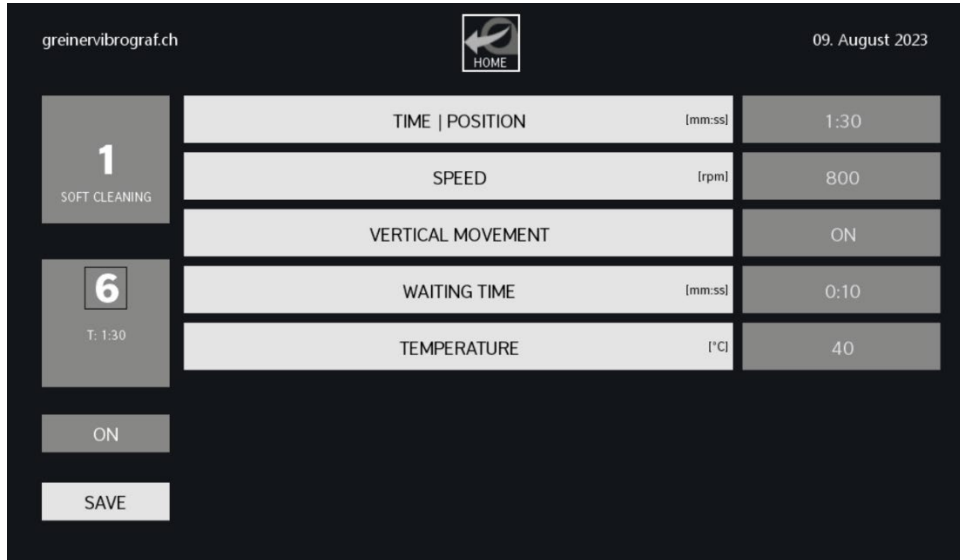 greinervibrograf.ch
HOME
09. August 2023
1
SOFT CLEANING
TIME | POSITION [mm:ss] 1:30
SPEED [rpm] 800
VERTICAL MOVEMENT ON
6
T: 1:30
WAITING TIME [mm:ss] 0:10
TEMPERATURE [°C] 40
ON
SAVE